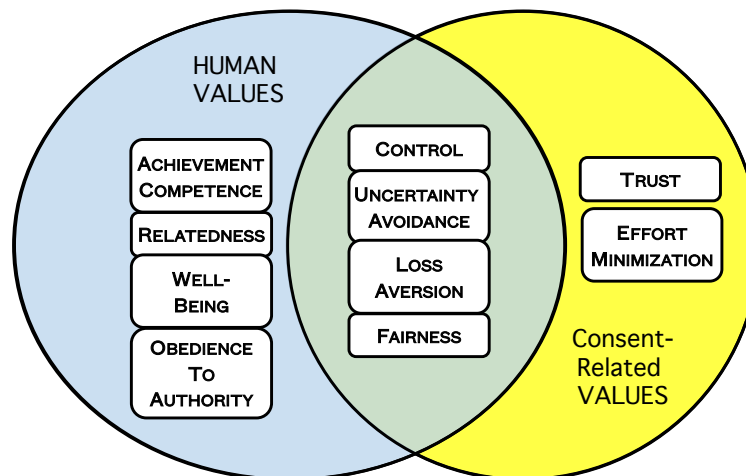 HUMAN
VALUES
ACHIEVEMENT
COMPETENCE
RELATEDNESS
WELL-
BEING
OBEDIENCE
TO
AUTHORITY
CONTROL
UNCERTAINTY
AVOIDANCE
LOSS
AVERSION
FAIRNESS
TRUST
EFFORT
MINIMIZATION
Consent-
Related
VALUES